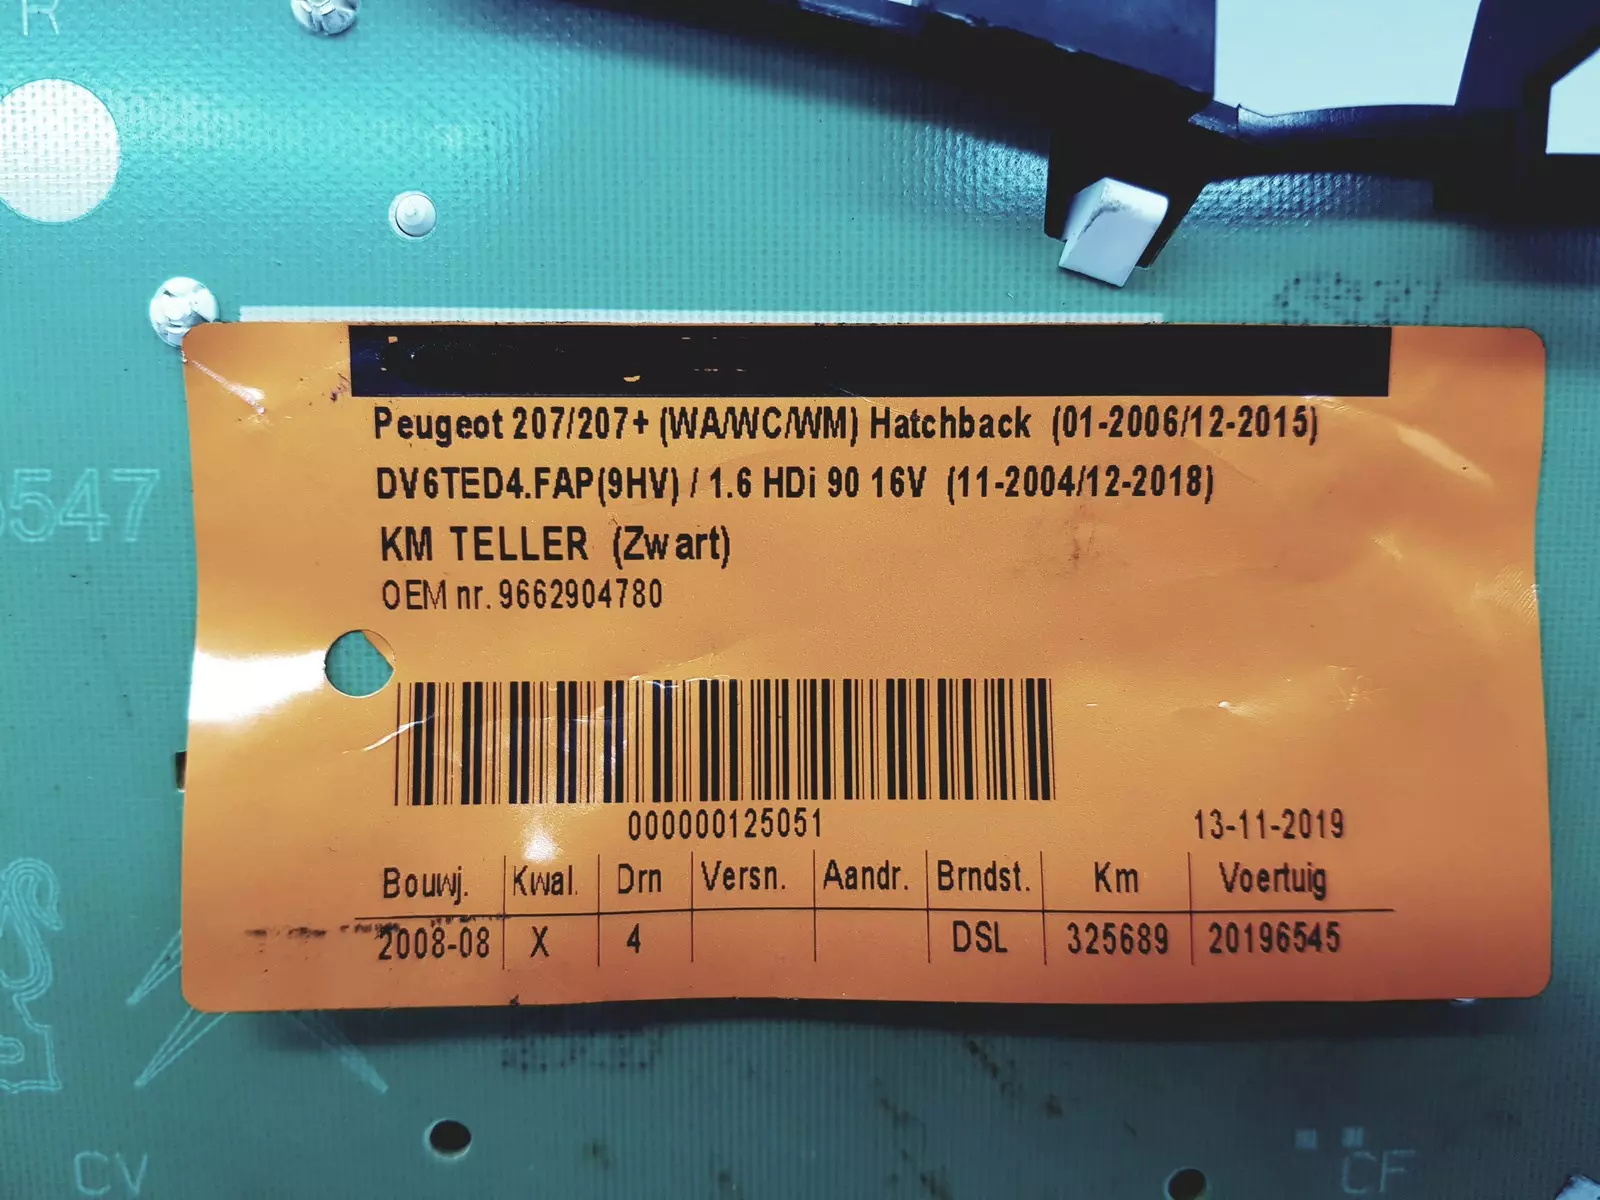 R
Peugeot 207/207+ (WA/WC/WM) Hatchback (01-2006/12-2015)
DV6TED4.FAP(9HV) / 1.6 HDi 90 16V (11-2004/12-2018)
KM TELLER (Zwart)
OEM nr. 9662904780
547
000000125051 13-11-2019
Bouwj. Kwal. Drn Versn. Aandr. Brndst. Km Voertuig
2008-08 X 4 DSL 325689 20196545
CV CF